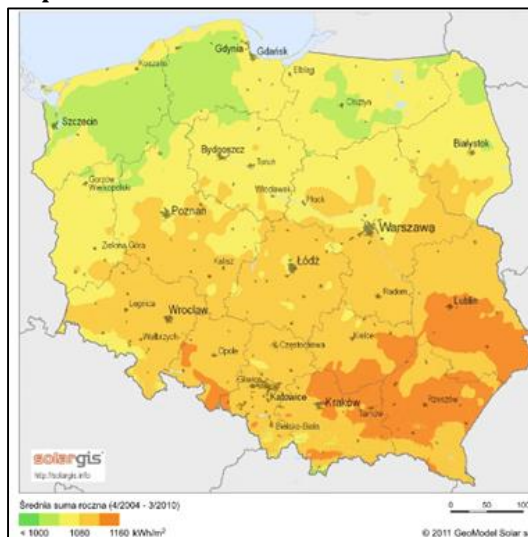 Gdynia
Gdańsk
Koszalin
Elbląg
Olsztyn
Szczecin
Bydgoszcz
Toruń
Białystok
Gorzów
Wielkopolski
Włocławek
Płock
Poznań
Warszawa
Zielona Góra
Kalisz
Łódź
Radom
Lublin
Legnica
Wrocław
Wałbrzych
Opole
Częstochowa
Kielce
Katowice
Kraków
Tarnów
Rzeszów
Bielsko-Biała
solargis
http://solargis.info
Średnia suma roczna (4/2004 - 3/2010)
< 1000 1080 1160 kWh/m²
0 50 100
© 2011 GeoModel Solar s